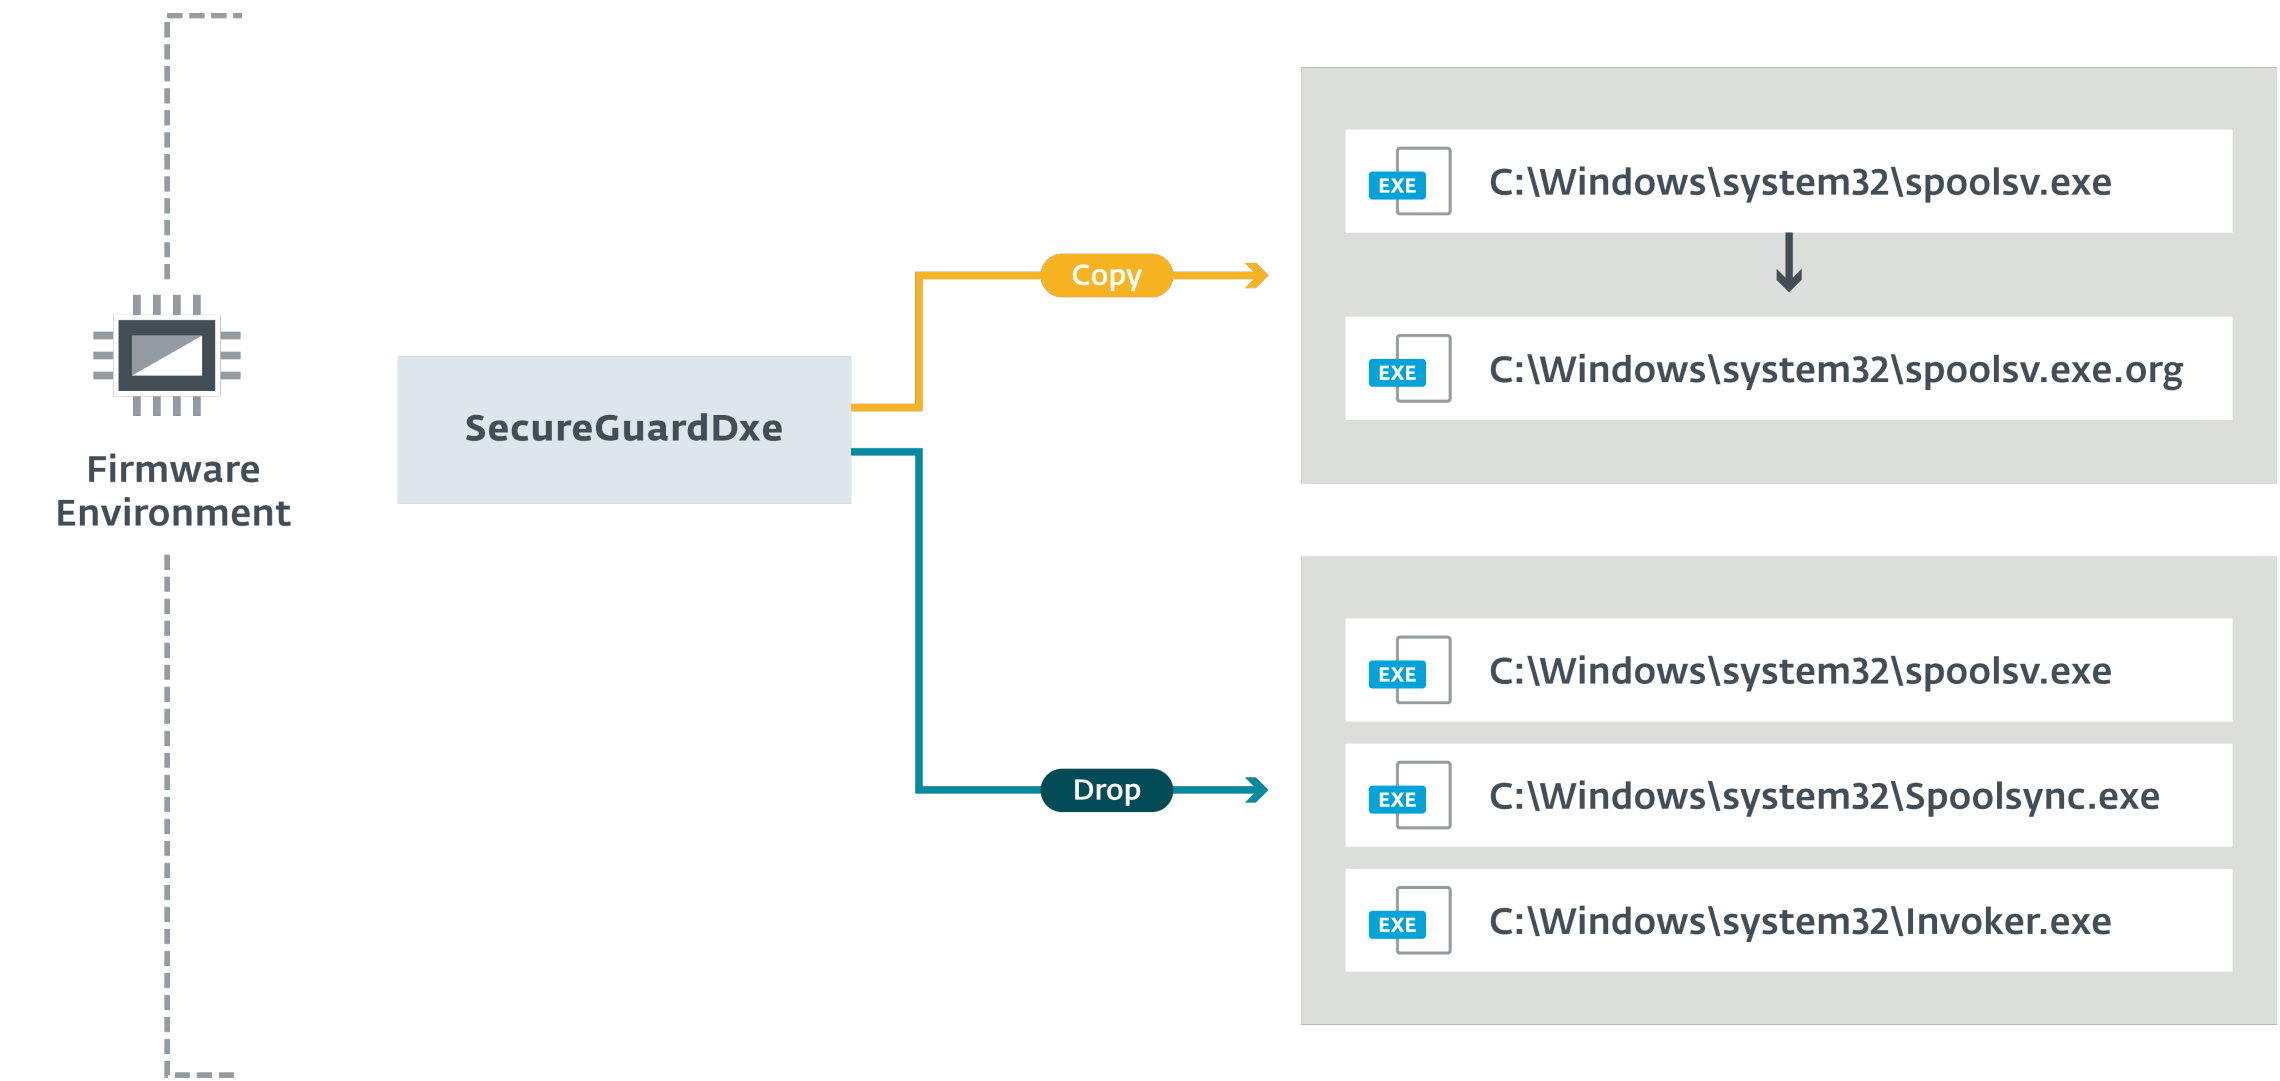 Firmware
Environment
SecureGuardDxe
Copy
EXE C:\Windows\system32\spoolsv.exe
EXE C:\Windows\system32\spoolsv.exe.org
Drop
EXE C:\Windows\system32\spoolsv.exe
EXE C:\Windows\system32\Spoolsync.exe
EXE C:\Windows\system32\Invoker.exe